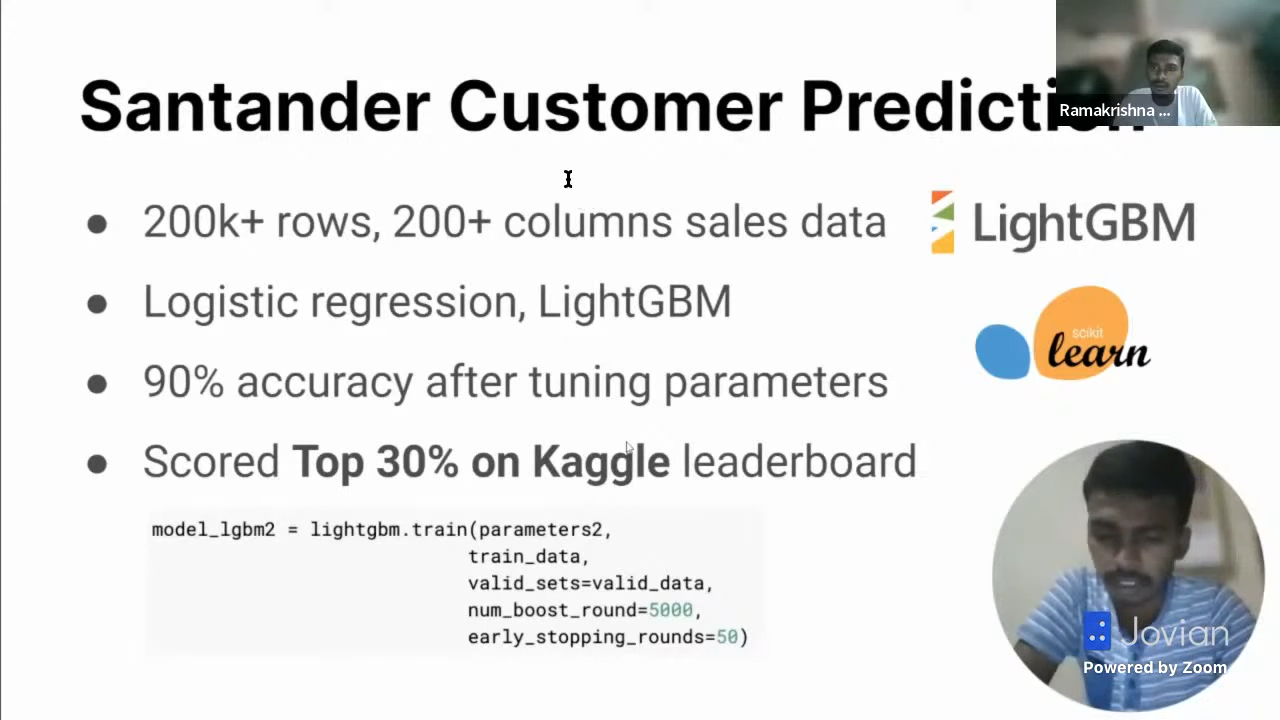 Santander Customer Prediction
Ramakrishna ...
● 200k+ rows, 200+ columns sales data
LightGBM
● Logistic regression, LightGBM
scikit
learn
● 90% accuracy after tuning parameters
● Scored Top 30% on Kaggle leaderboard
model_lgbm2 = lightgbm.train(parameters2,
train_data,
valid_sets=valid_data,
num_boost_round=5000,
early_stopping_rounds=50)
Jovian
Powered by Zoom